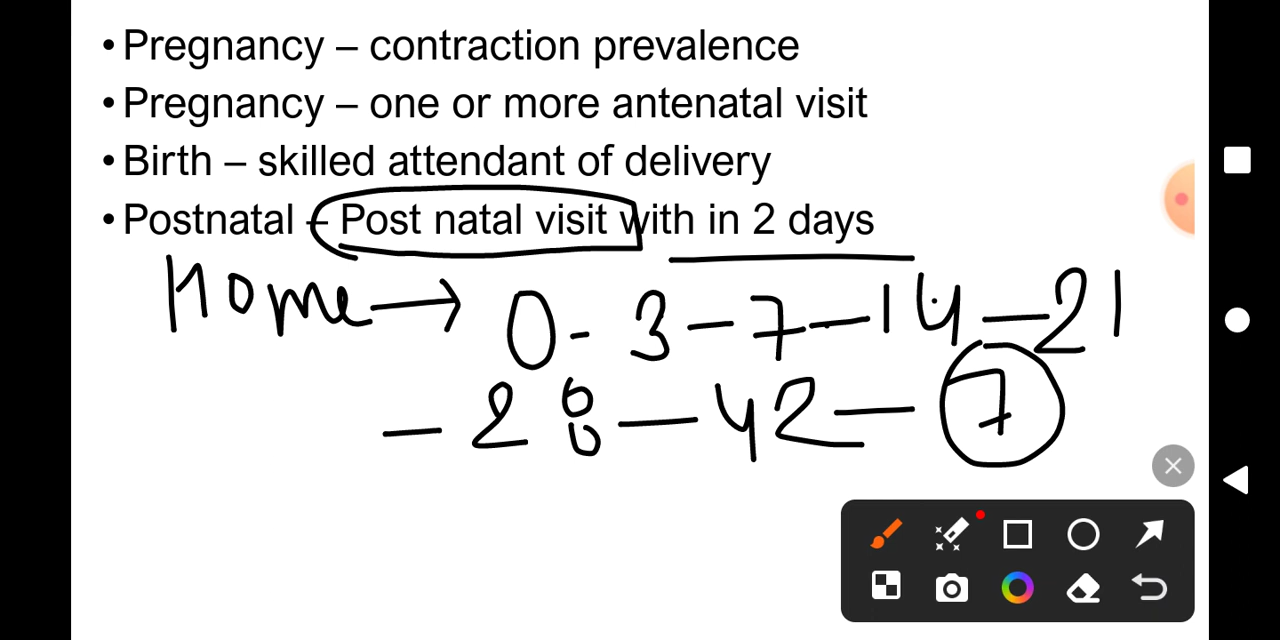 • Pregnancy – contraction prevalence
• Pregnancy – one or more antenatal visit
• Birth – skilled attendant of delivery
• Postnatal – Post natal visit with in 2 days
Home → 0 - 3 – 7 – 14 – 21
– 28 – 42 – 7